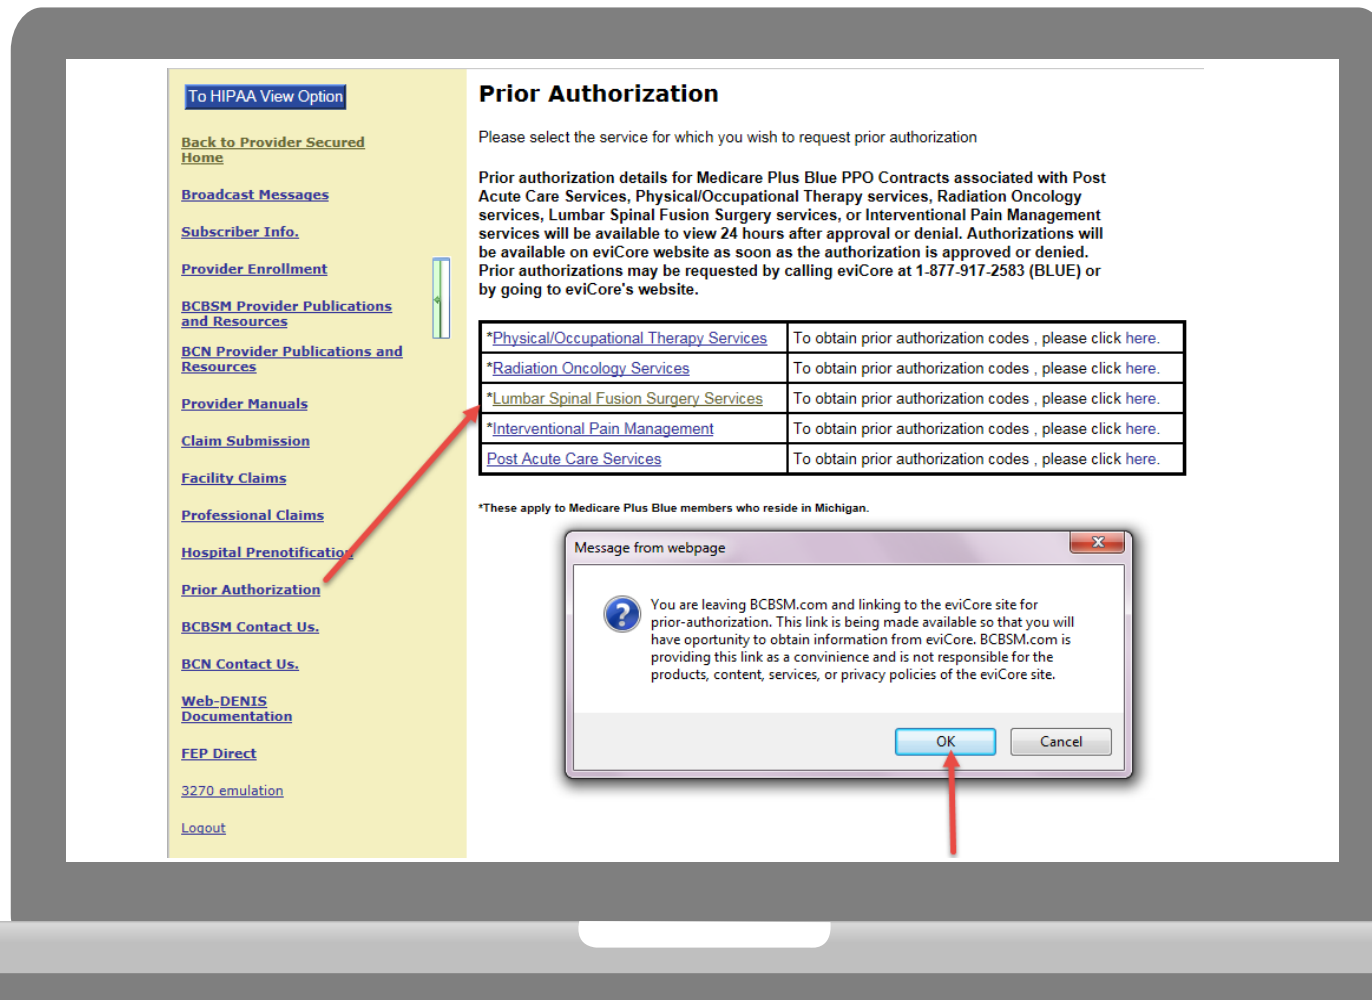 To HIPAA View Option
Back to Provider Secured
Home
Broadcast Messages
Subscriber Info.
Provider Enrollment
BCBSM Provider Publications
and Resources
BCN Provider Publications and
Resources
Provider Manuals
Claim Submission
Facility Claims
Professional Claims
Hospital Prenotification
Prior Authorization
BCBSM Contact Us.
BCN Contact Us.
Web-DENIS
Documentation
FEP Direct
3270 emulation
Logout
Prior Authorization
Please select the service for which you wish to request prior authorization
Prior authorization details for Medicare Plus Blue PPO Contracts associated with Post
Acute Care Services, Physical/Occupational Therapy services, Radiation Oncology
services, Lumbar Spinal Fusion Surgery services, or Interventional Pain Management
services will be available to view 24 hours after approval or denial. Authorizations will
be available on eviCore website as soon as the authorization is approved or denied.
Prior authorizations may be requested by calling eviCore at 1-877-917-2583 (BLUE) or
by going to eviCore's website.
*Physical/Occupational Therapy Services To obtain prior authorization codes , please click here.
*Radiation Oncology Services To obtain prior authorization codes , please click here.
*Lumbar Spinal Fusion Surgery Services To obtain prior authorization codes , please click here.
*Interventional Pain Management To obtain prior authorization codes , please click here.
Post Acute Care Services To obtain prior authorization codes , please click here.
*These apply to Medicare Plus Blue members who reside in Michigan.
Message from webpage
You are leaving BCBSM.com and linking to the eviCore site for
prior-authorization. This link is being made available so that you will
have oportunity to obtain information from eviCore. BCBSM.com is
providing this link as a convinience and is not responsible for the
products, content, services, or privacy policies of the eviCore site.
OK Cancel